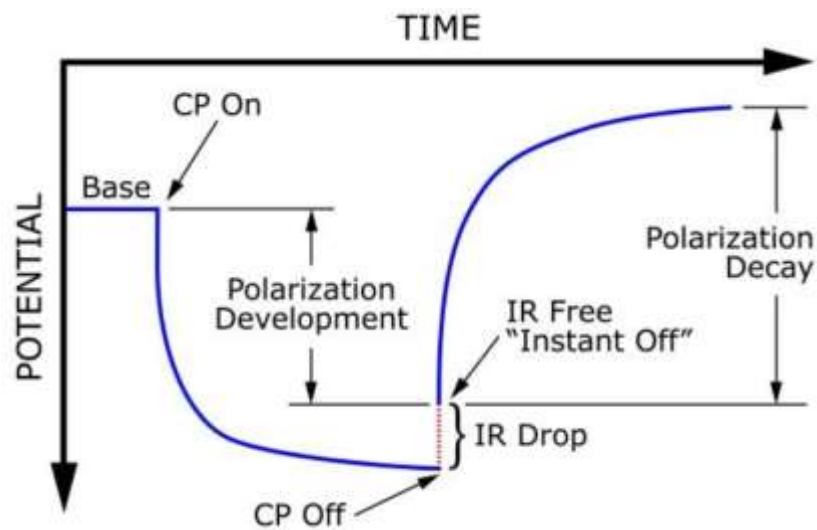 TIME
CP On
Base
POTENTIAL
Polarization
Development
Polarization
Decay
IR Free
“Instant Off”
IR Drop
CP Off